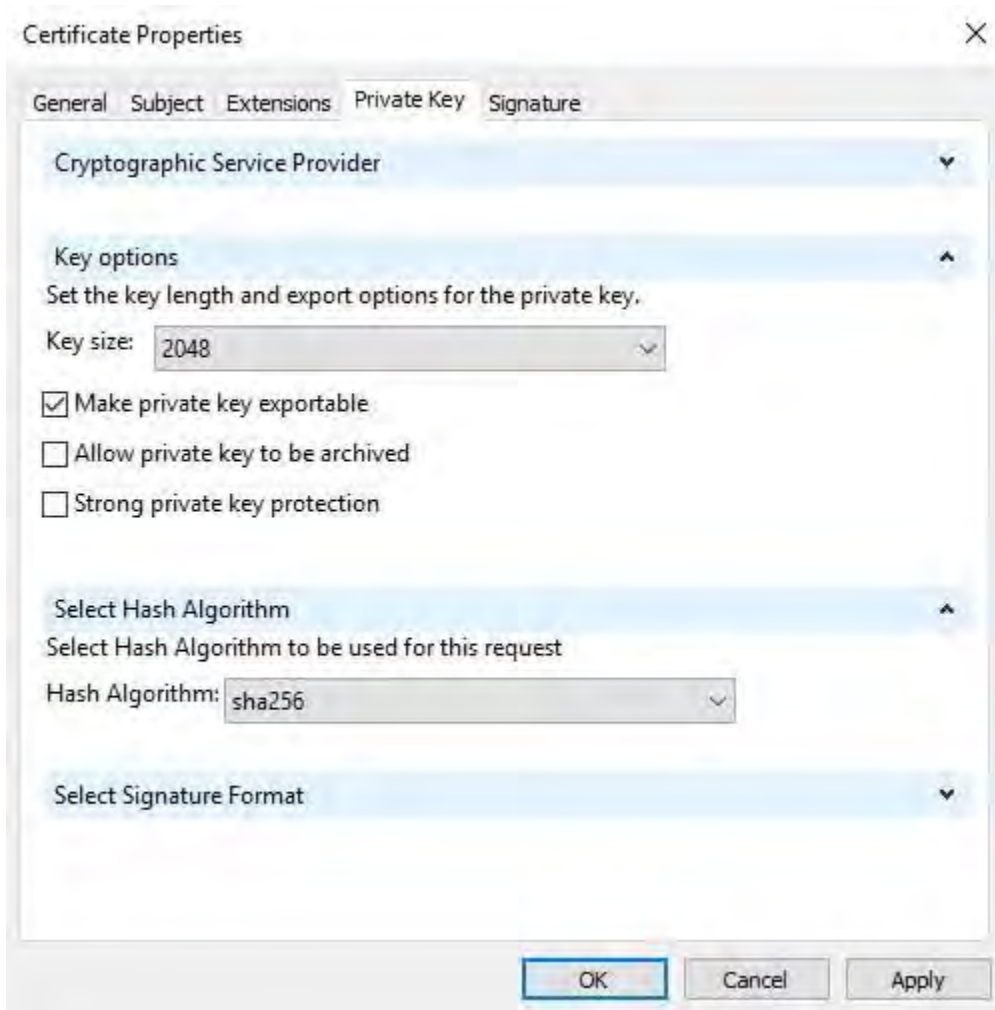 Certificate Properties
General Subject Extensions Private Key Signature
Cryptographic Service Provider
Key options
Set the key length and export options for the private key.
Key size: 2048
Make private key exportable
Allow private key to be archived
Strong private key protection
Select Hash Algorithm
Select Hash Algorithm to be used for this request
Hash Algorithm: sha256
Select Signature Format
OK Cancel Apply